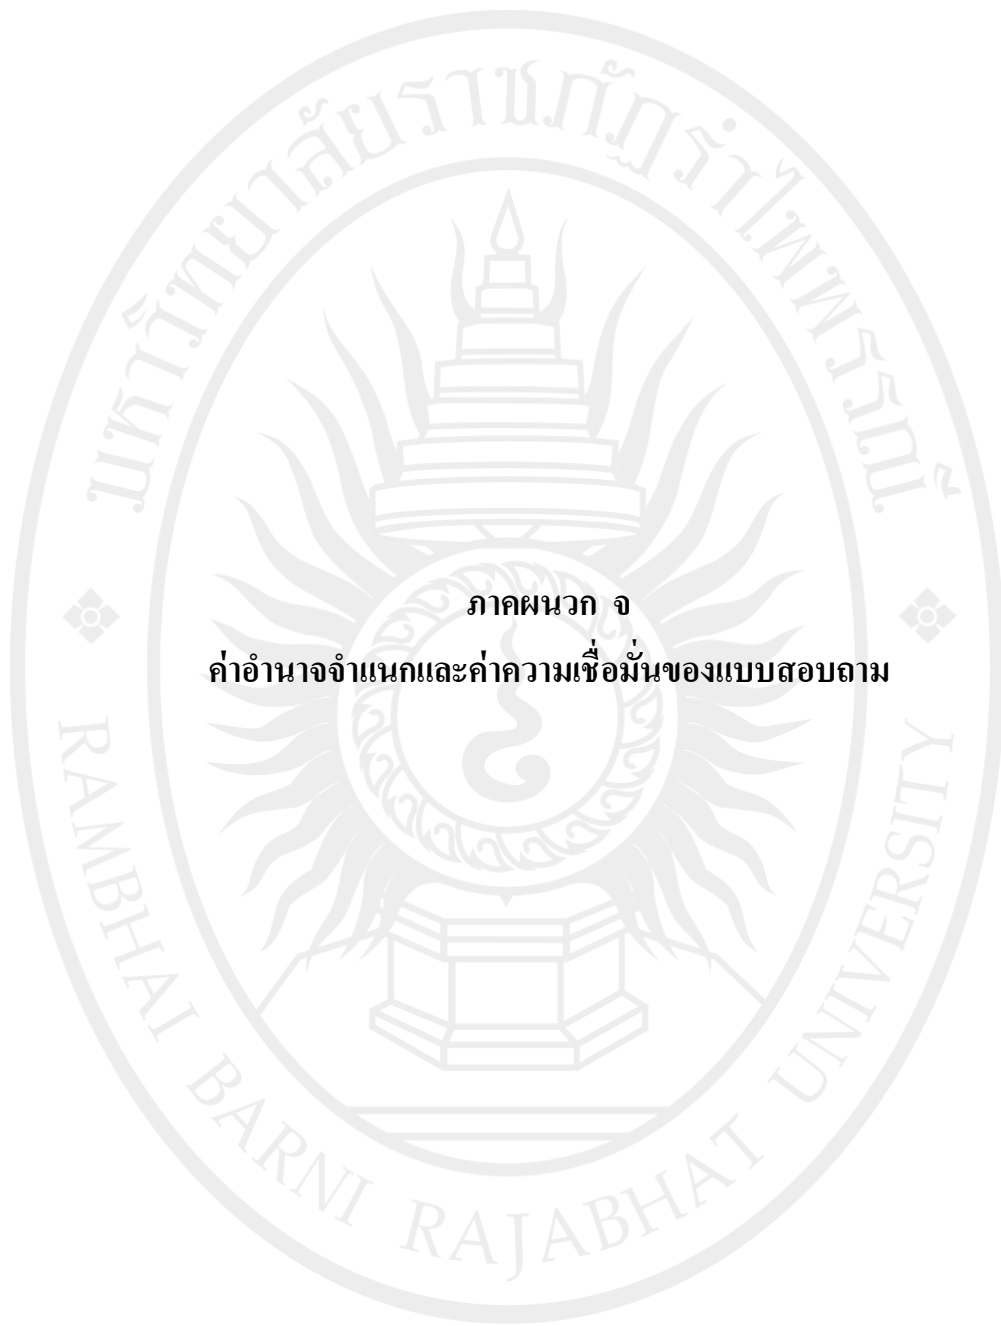 มหาวิทยาลัยราชภัฏรำไพพรรณี
ภาคผนวก จ
ค่าอำนาจจำแนกและค่าความเชื่อมั่นของแบบสอบถาม
RAMBHAI BARNI RAJABHAT UNIVERSITY